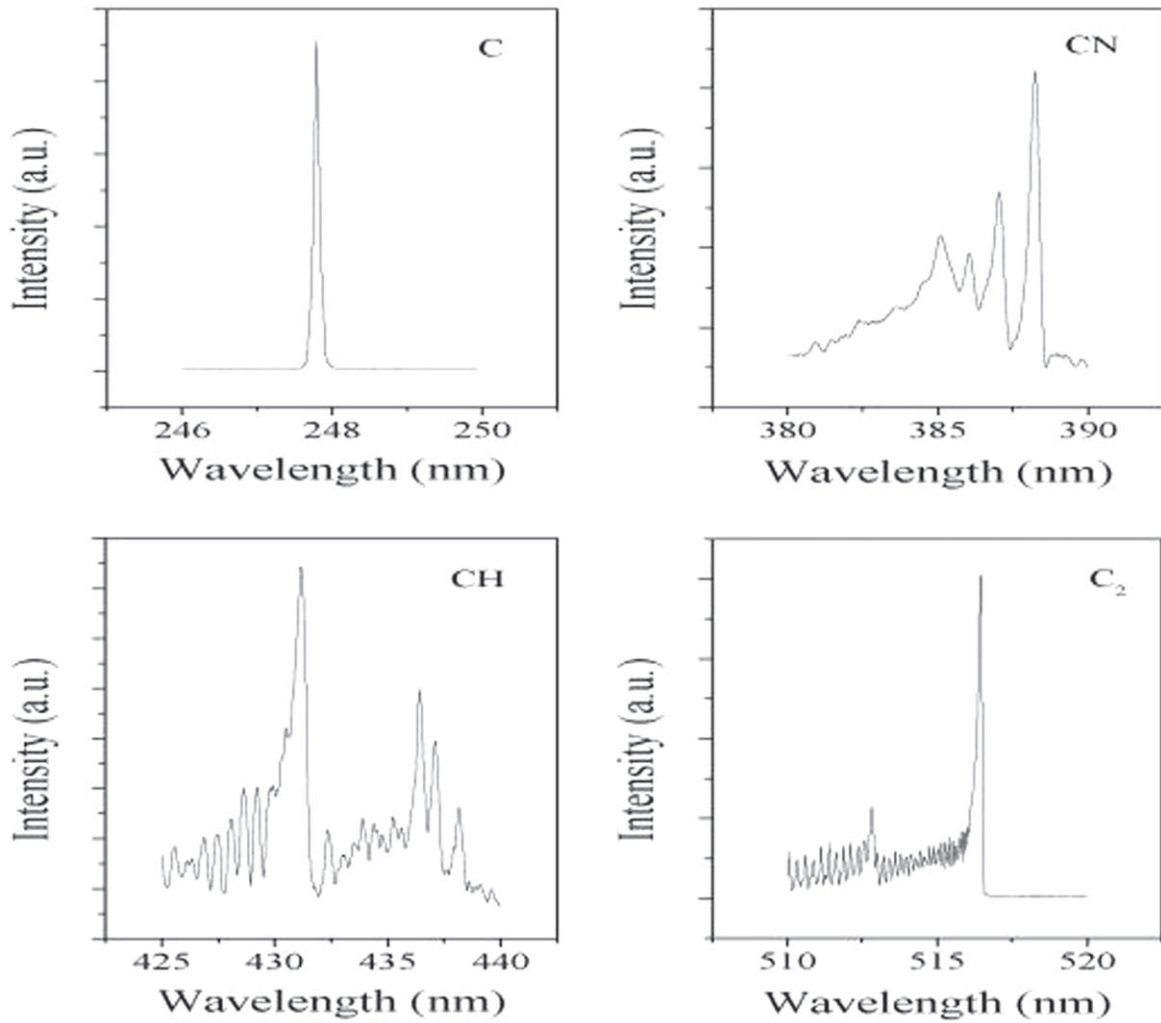 C
Intensity (a.u.)
246 248 250
Wavelength (nm)
CN
Intensity (a.u.)
380 385 390
Wavelength (nm)
CH
Intensity (a.u.)
425 430 435 440
Wavelength (nm)
C₂
Intensity (a.u.)
510 515 520
Wavelength (nm)